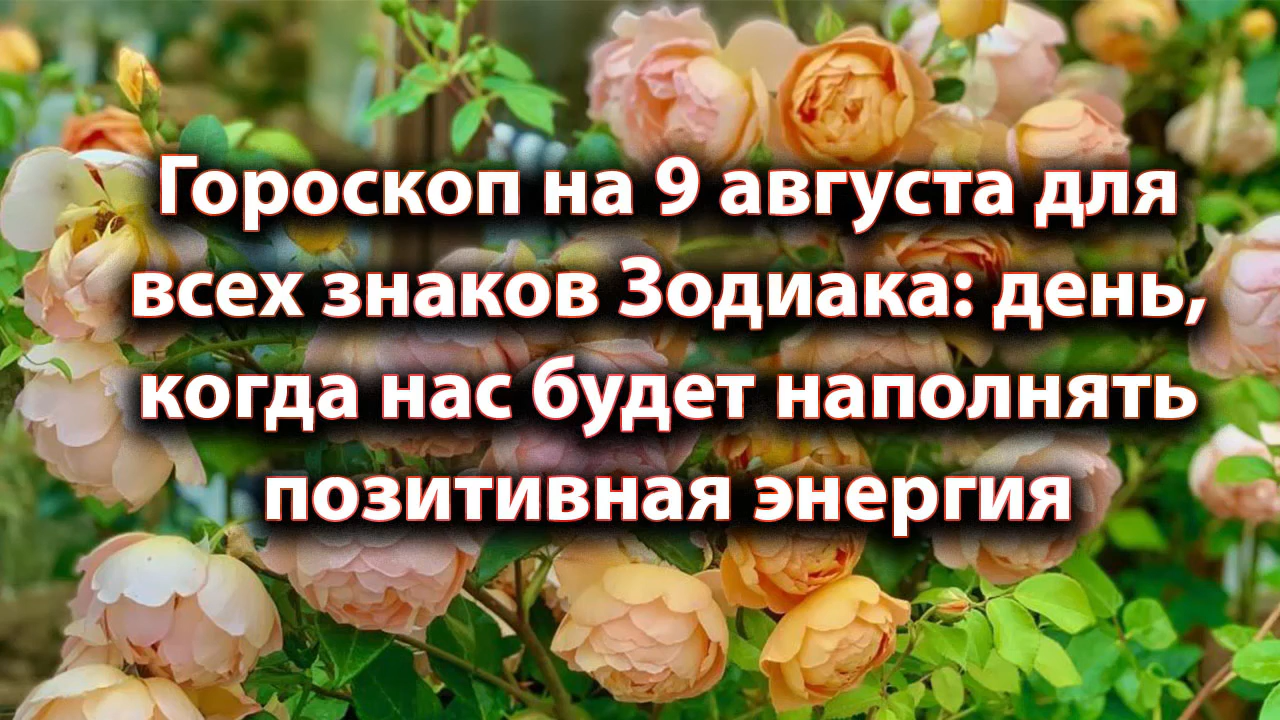 Гороскоп на 9 августа для
всех знаков Зодиака: день,
когда нас будет наполнять
позитивная энергия